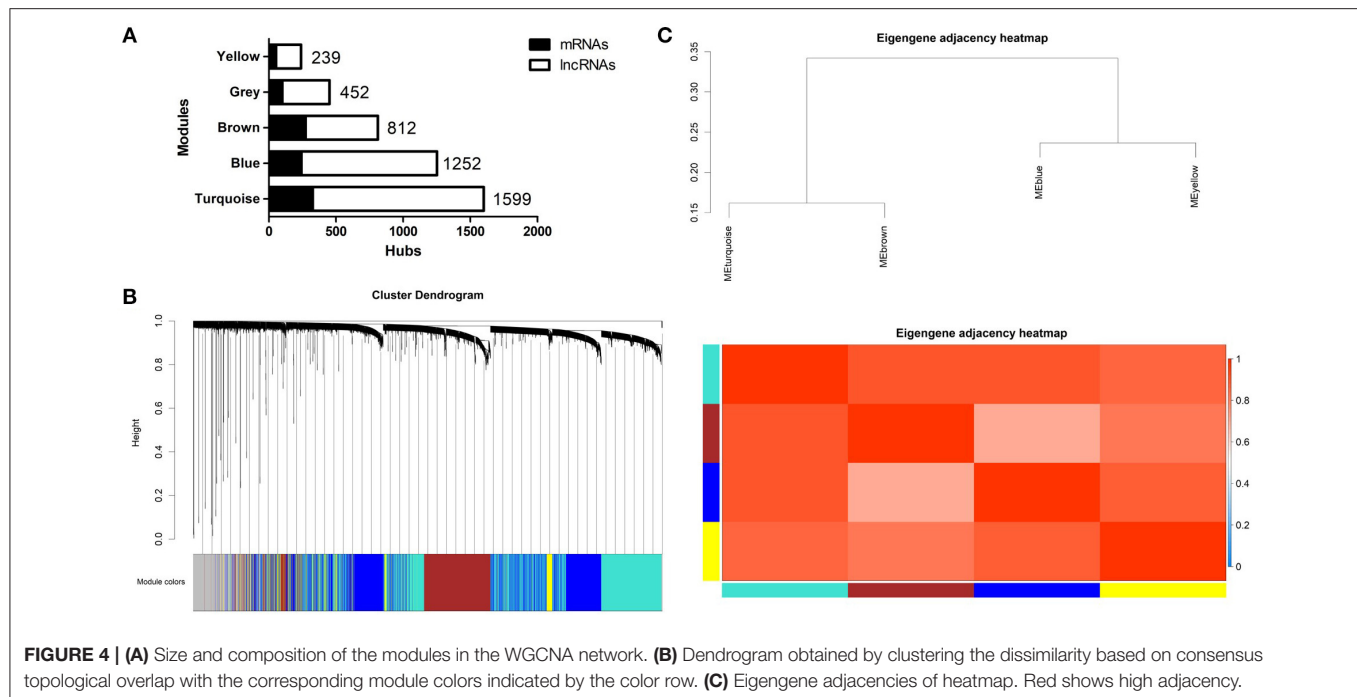 A
mRNAs
lncRNAs
Yellow
Grey
Brown
Blue
Turquoise
239
452
812
1252
1599
Modules
0 500 1000 1500 2000
Hubs
C
Eigengene adjacency heatmap
0.35
0.30
0.25
0.20
0.15
MEturquoise
MEbrown
MEblue
MEyellow
B
Cluster Dendrogram
Height
1.0
0.8
0.6
0.4
0.2
0.0
Module colors
Eigengene adjacency heatmap
1
0.8
0.6
0.4
0.2
0
FIGURE 4 | (A) Size and composition of the modules in the WGCNA network. (B) Dendrogram obtained by clustering the dissimilarity based on consensus
topological overlap with the corresponding module colors indicated by the color row. (C) Eigengene adjacencies of heatmap. Red shows high adjacency.